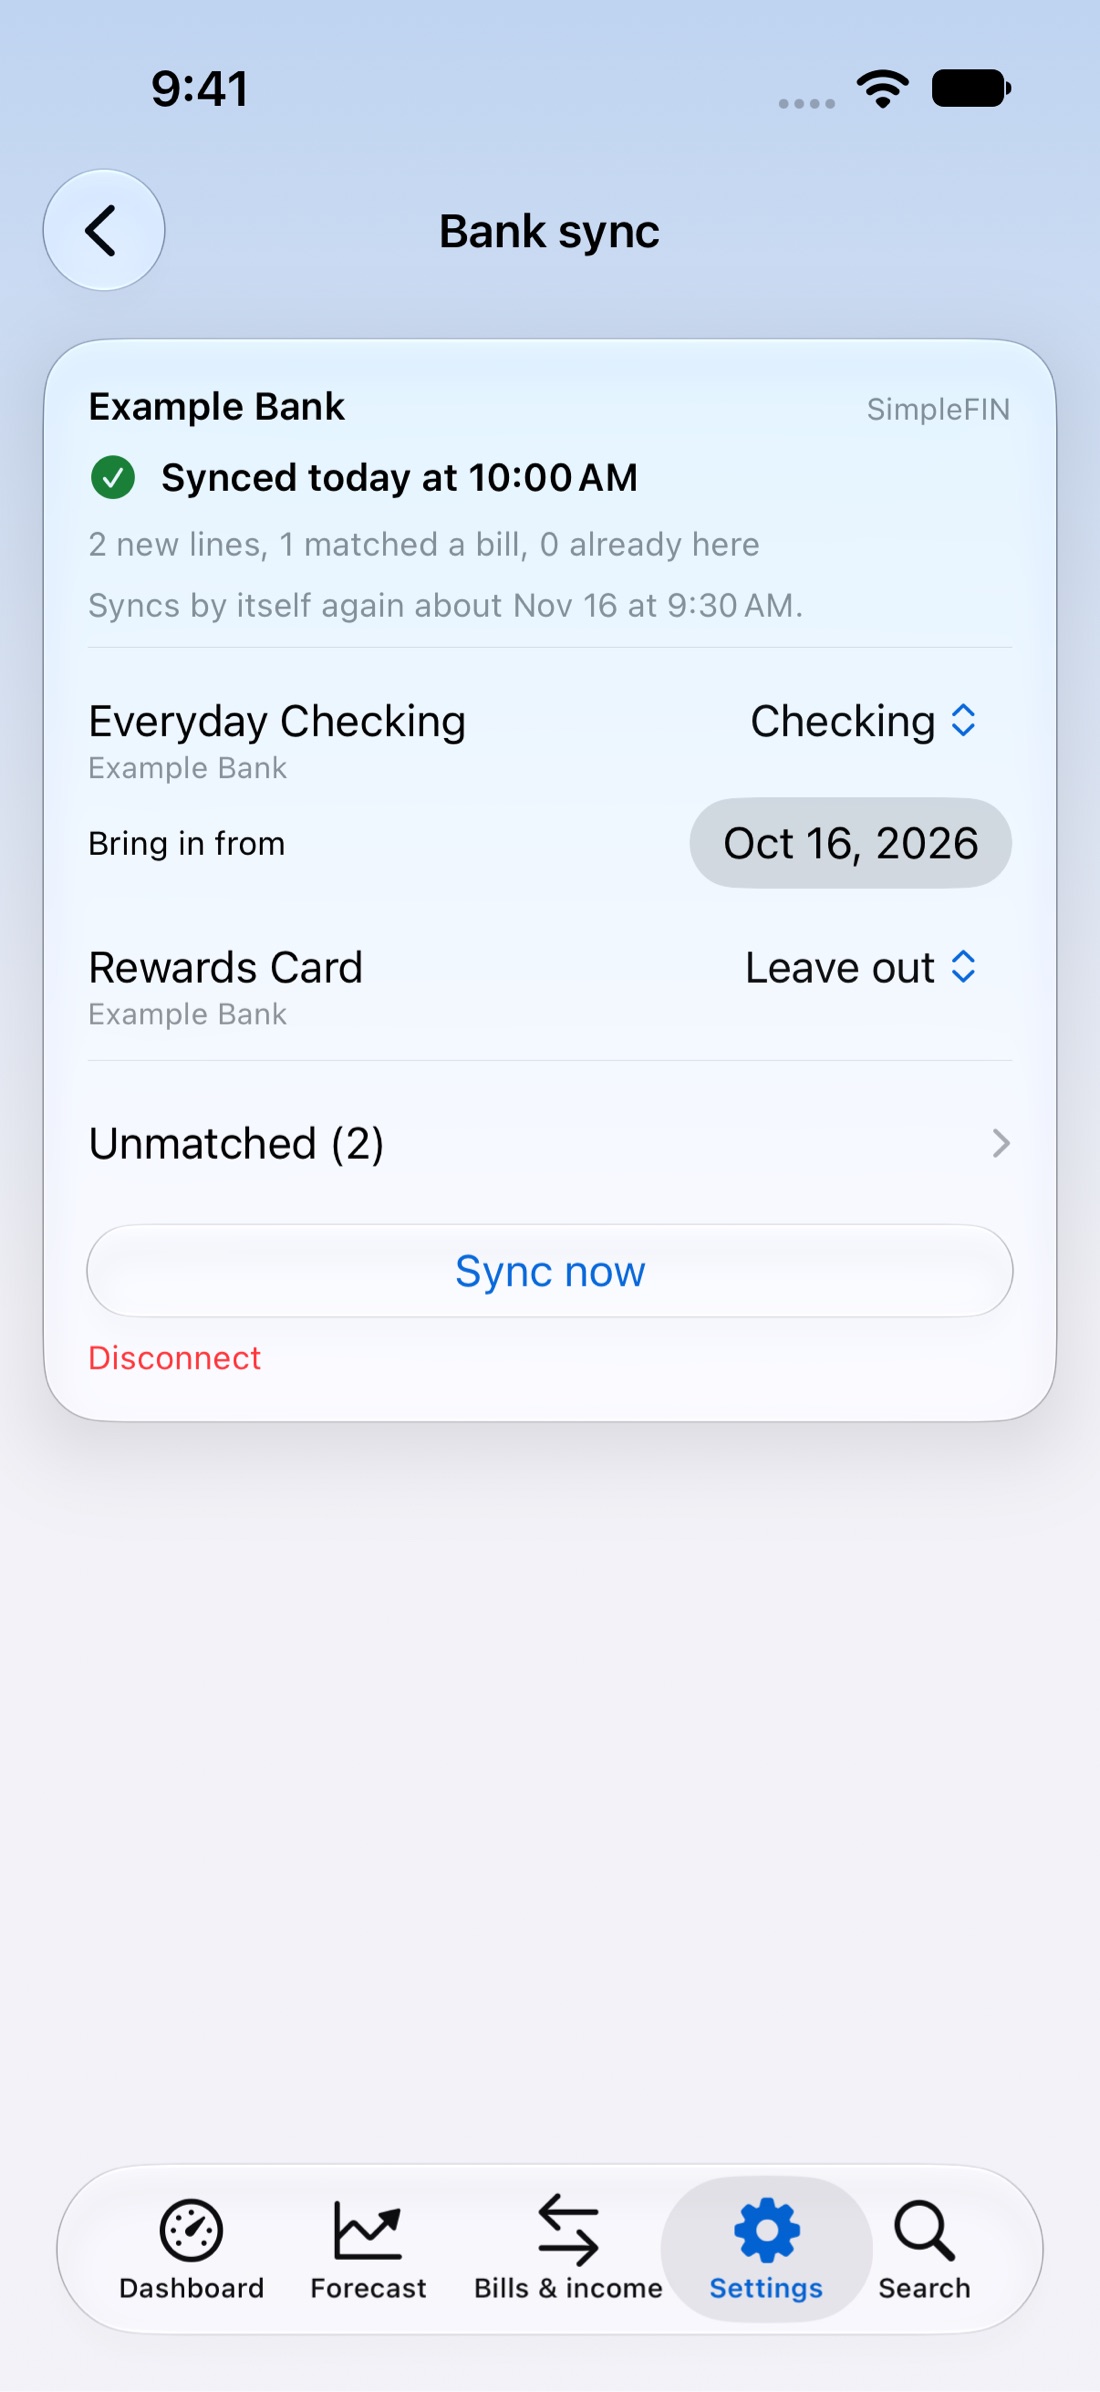 9:41
Bank sync
Example Bank
SimpleFIN
Synced today at 10:00 AM
2 new lines, 1 matched a bill, 0 already here
Syncs by itself again about Nov 16 at 9:30 AM.
Everyday Checking
Checking
Example Bank
Bring in from
Oct 16, 2026
Rewards Card
Leave out
Example Bank
Unmatched (2)
Sync now
Disconnect
Dashboard
Forecast
Bills & income
Settings
Search